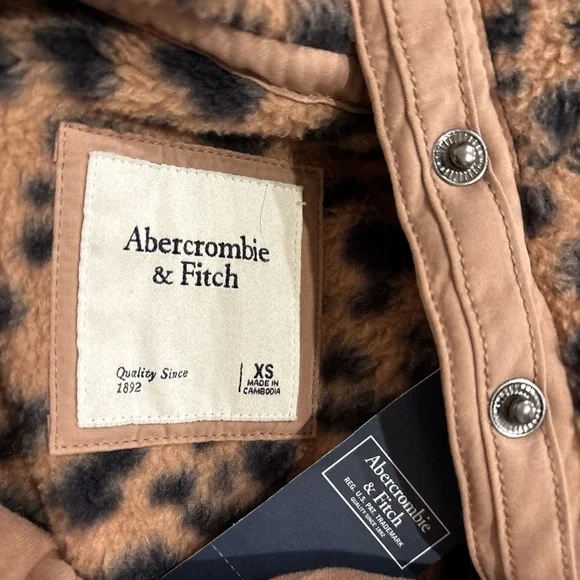 Abercrombie
& Fitch
Quality Since
1892
XS
MADE IN
CAMBODIA
Abercrombie
& Fitch
REG. U.S. PAT. TRADEMARK
QUALITY SINCE 1892